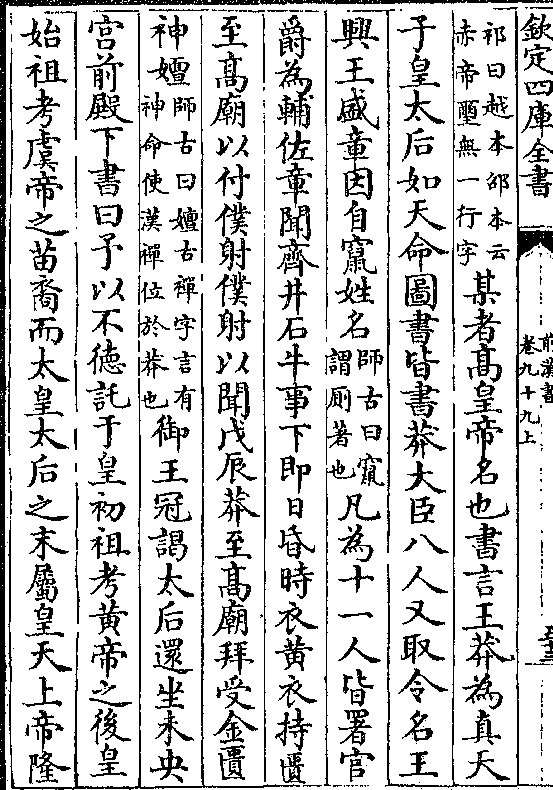 欽定四庫全書
前漢書
卷九十九上
祁曰越本邵本云
赤帝璽無一行字
某者髙皇帝名也書言王莽為真天
子皇太后如天命圖書皆書莽大臣八人又取令名王
興王盛章因自竄姓名
師古曰竄
謂厠著也
凡為十一人皆署官
爵為輔佐章聞齊井石牛事下即日昏時衣黄衣持匱
至髙廟以付僕射僕射以聞戊辰莽至髙廟拜受金匱
神嬗
師古曰嬗古禪字言有
神命使漢禪位於莽也
御王冠謁太后還坐未央
宫前殿下書曰予以不德託于皇初祖考黄帝之後皇
始祖考虞帝之苗裔而太皇太后之末屬皇天上帝隆